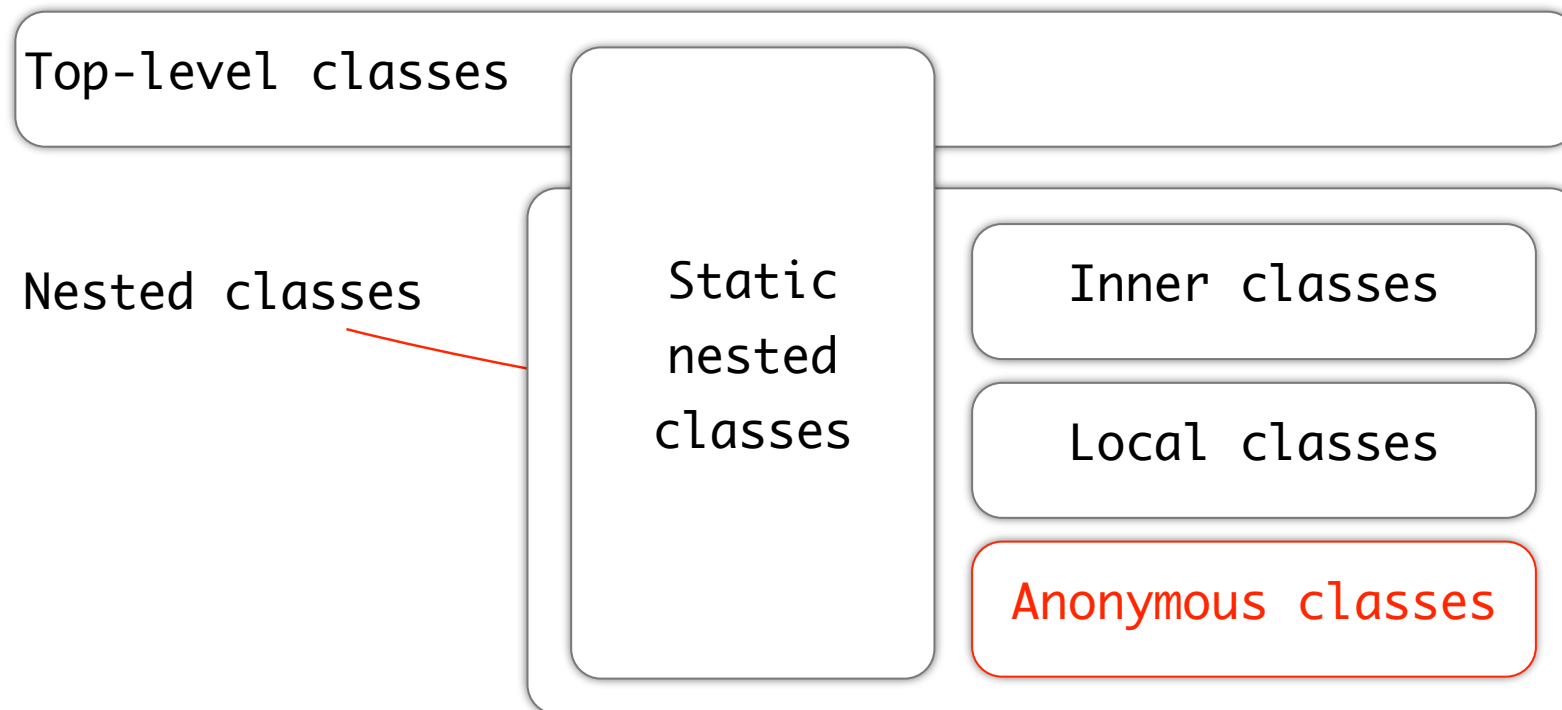 Top-level classes
Nested classes
Static
nested
classes
Inner classes
Local classes
Anonymous classes